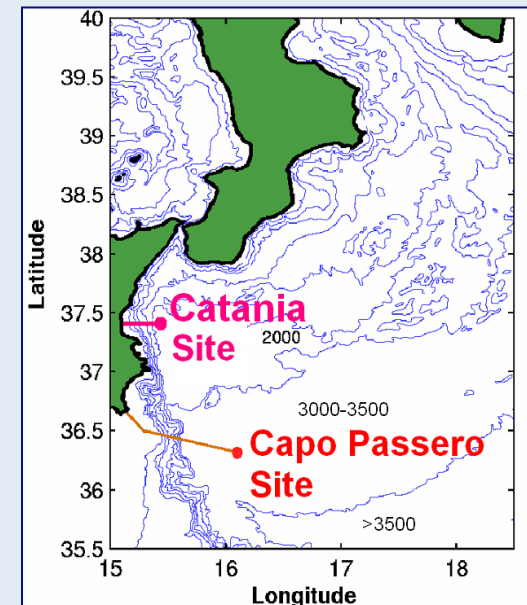 40
39.5
39
38.5
38
37.5
37
36.5
36
35.5
Latitude
Catania
Site
2000
3000-3500
Capo Passero
Site
>3500
15
16
17
18
Longitude